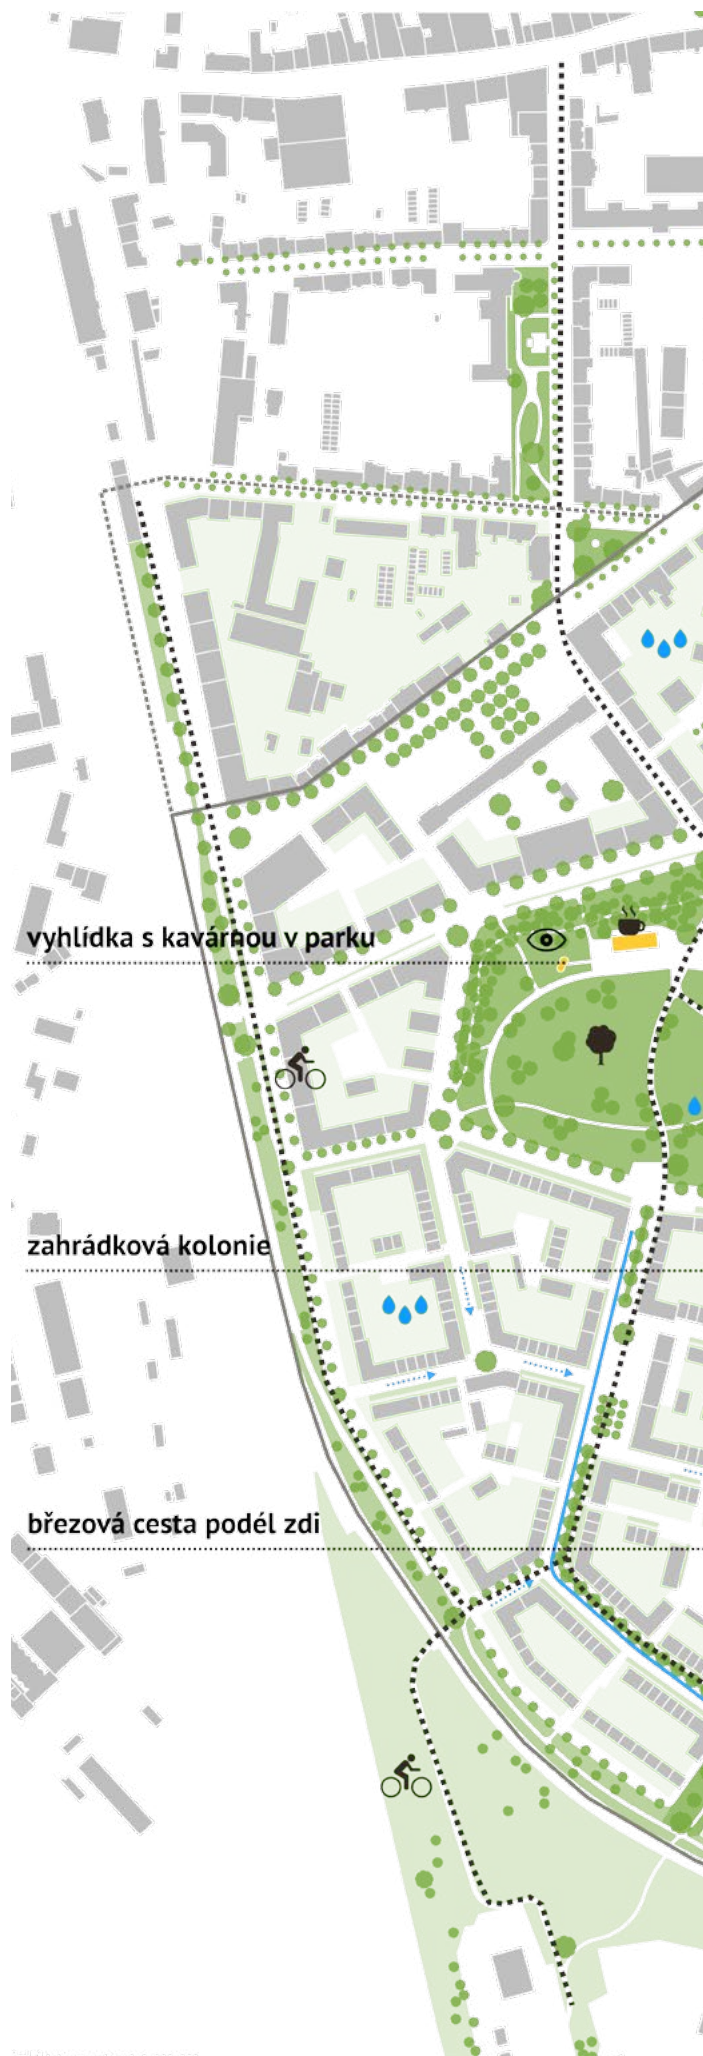 vyhlídka s kavárnou v parku
zahrádková kolonie
březová cesta podél zdi